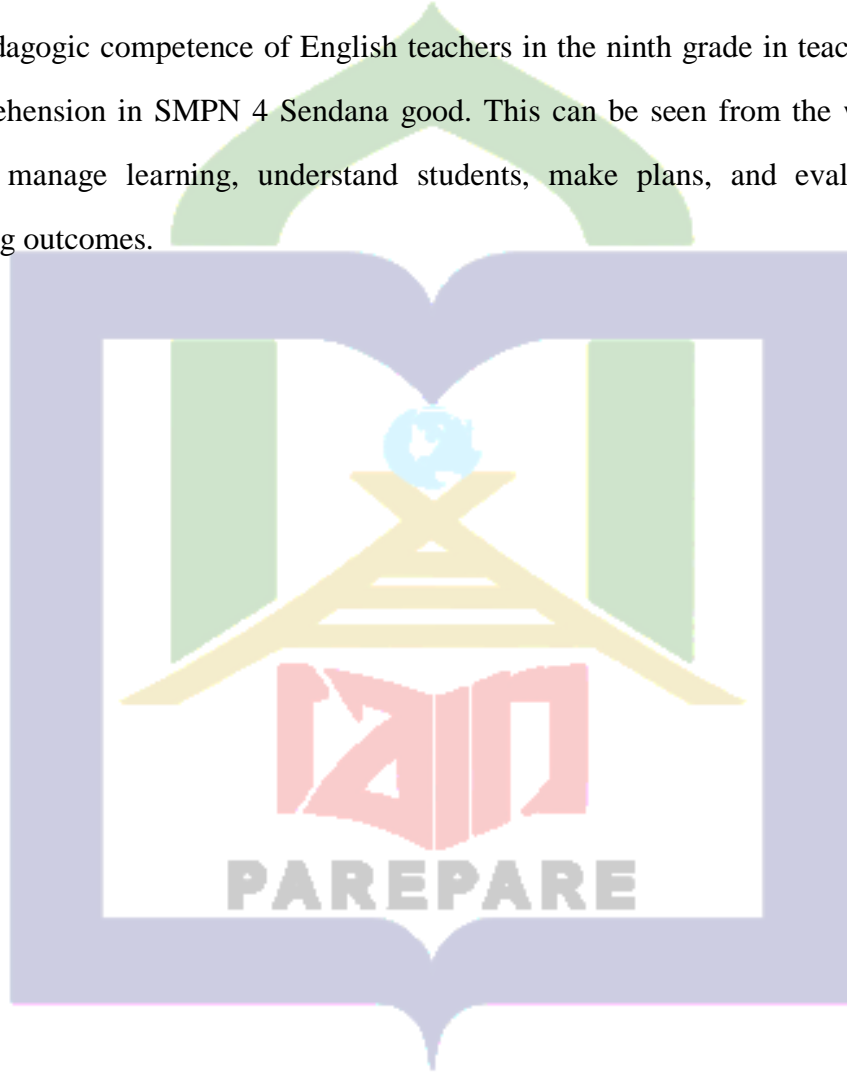 dagogic competence of English teachers in the ninth grade in teac
ehension in SMPN 4 Sendana good. This can be seen from the
manage learning, understand students, make plans, and eval
g outcomes.
iain
PAREPARE